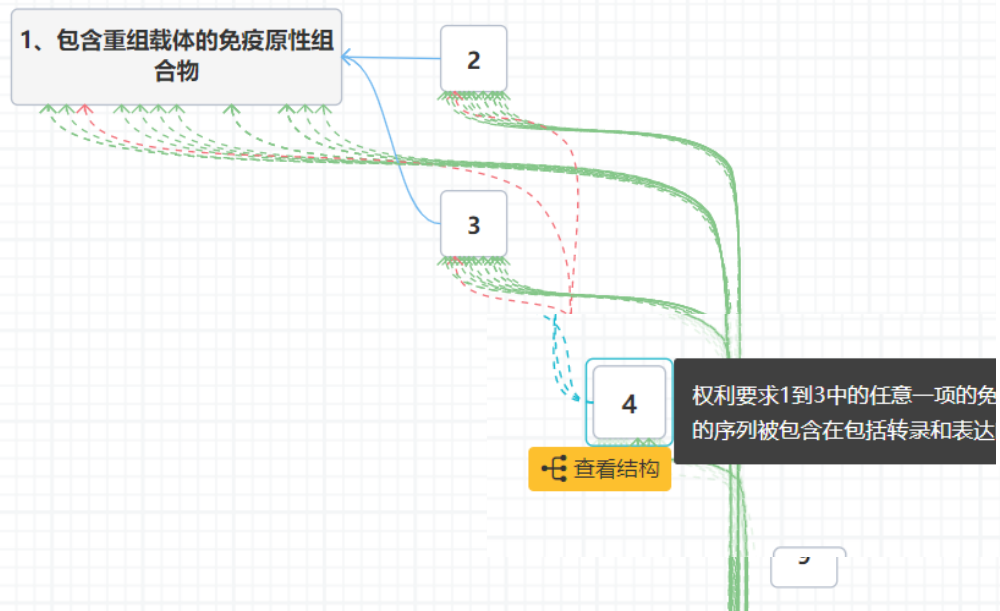 1、包含重组载体的免疫原性组
合物
2
3
4
权利要求1到3中的任意一项的免
的序列被包含在包括转录和表达
查看结构